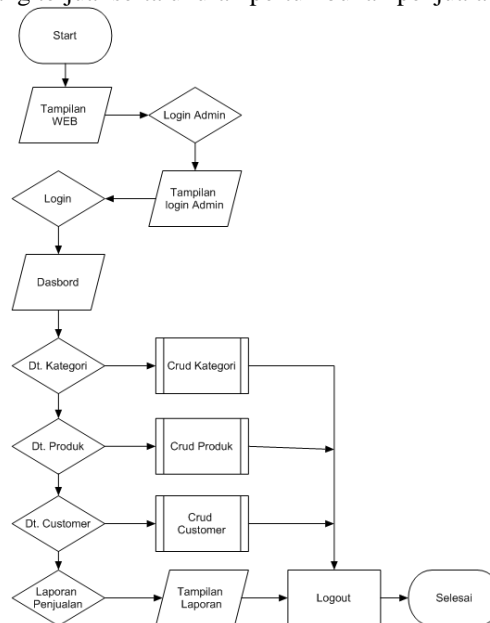 Start
Tampilan
WEB
Login Admin
Login
Tampilan
login Admin
Dasbord
Dt. Kategori
Crud Kategori
Dt. Produk
Crud Produk
Dt. Customer
Crud
Customer
Laporan
Penjualan
Tampilan
Laporan
Logout
Selesai